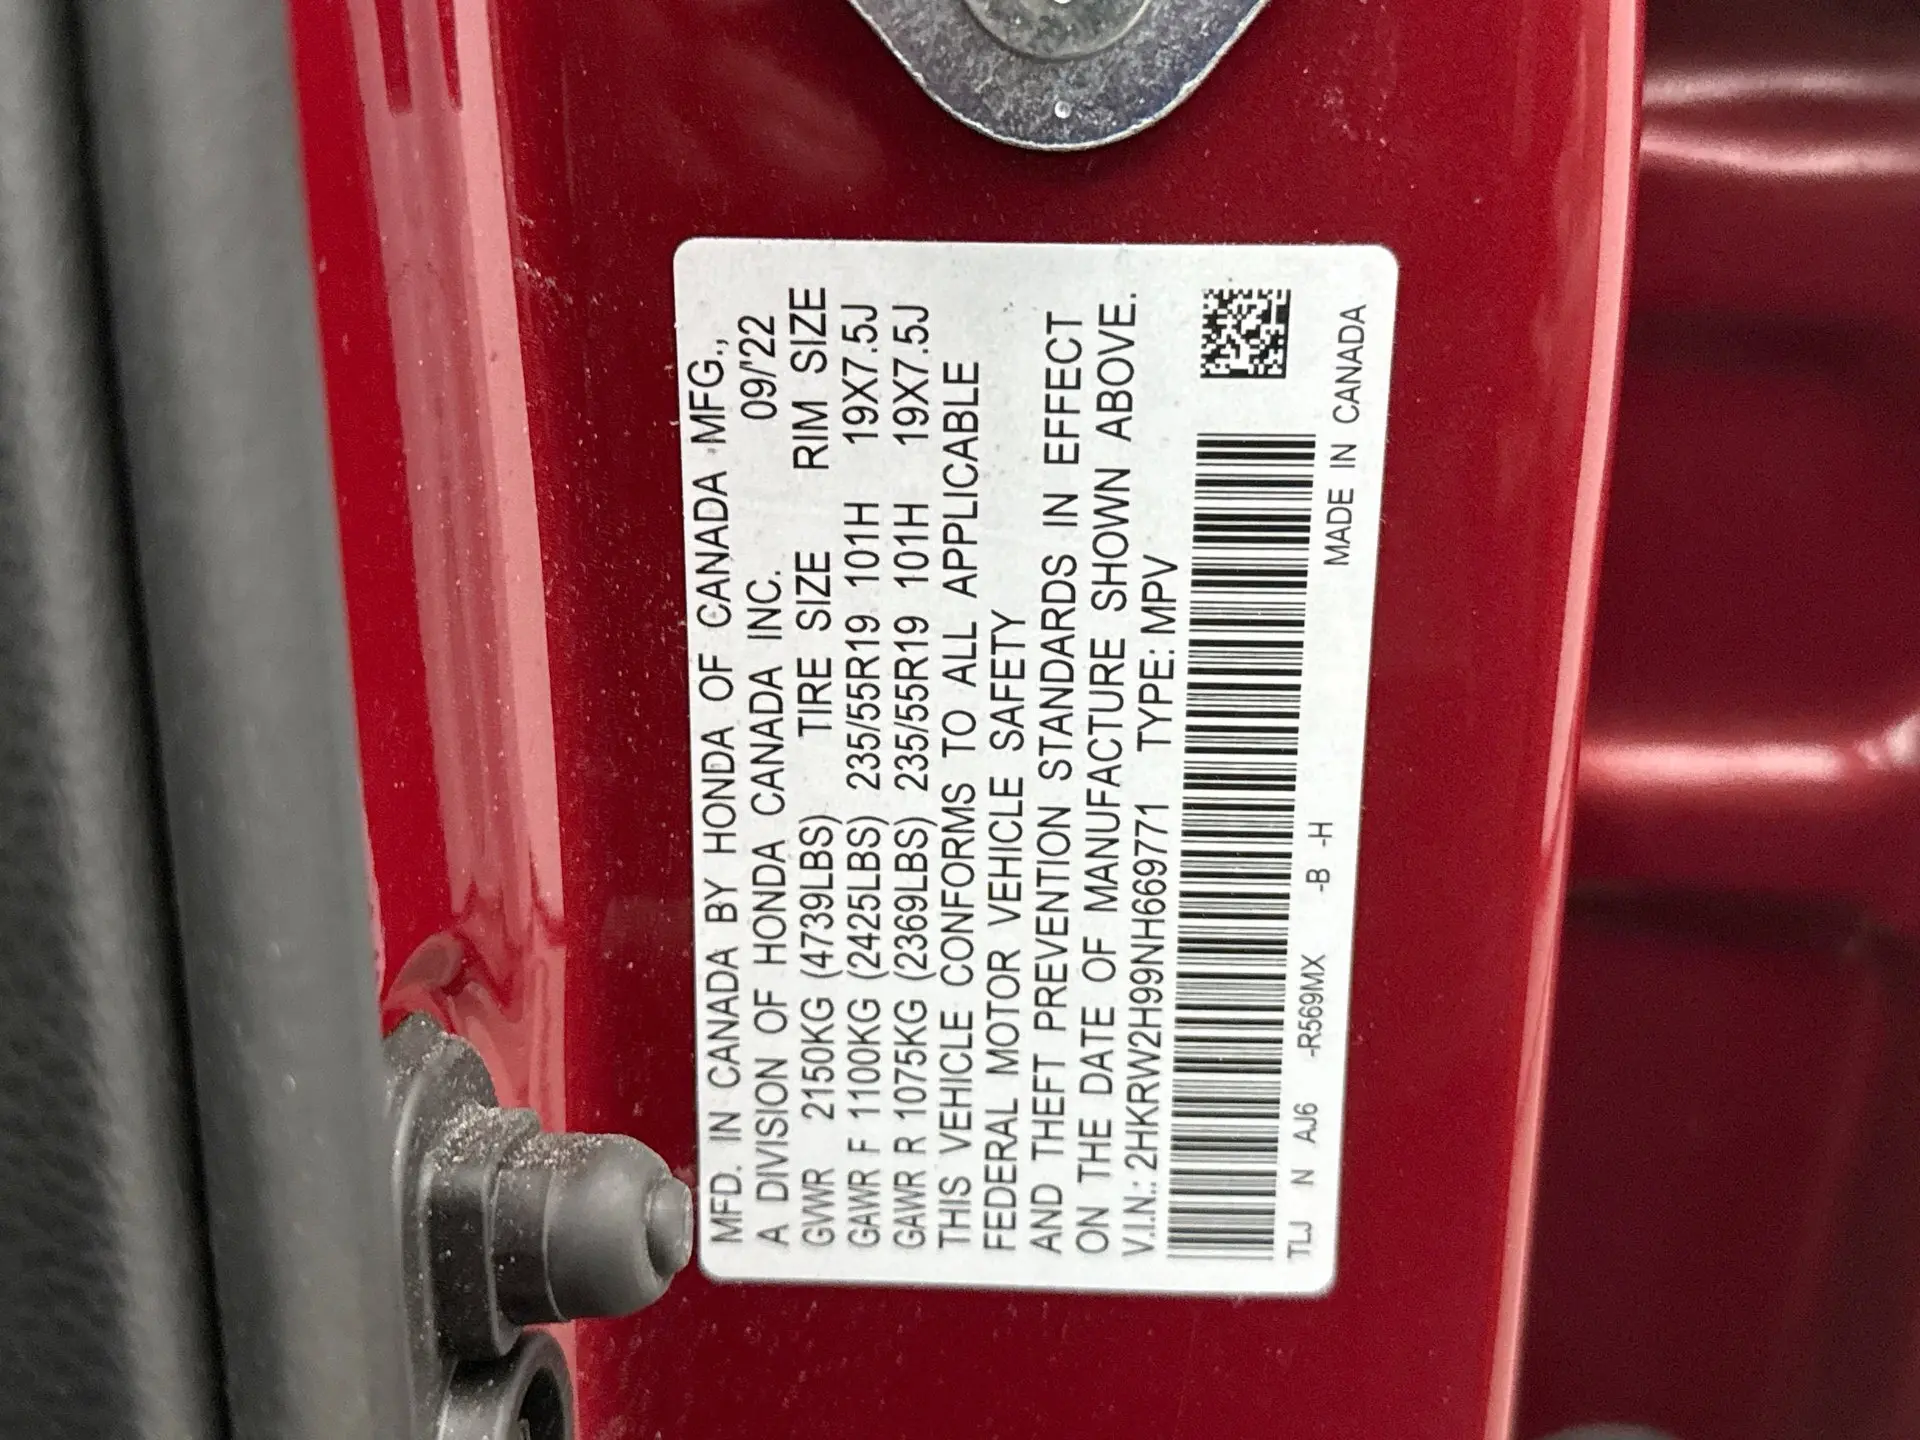 MFD. IN CANADA BY HONDA OF CANADA MFG.,
A DIVISION OF HONDA CANADA INC. 09/'22
GVWR 2150KG (4739LBS) TIRE SIZE RIM SIZE
GAWR F 1100KG (2425LBS) 235/55R19 101H 19X7.5J
GAWR R 1075KG (2369LBS) 235/55R19 101H 19X7.5J
THIS VEHICLE CONFORMS TO ALL APPLICABLE
FEDERAL MOTOR VEHICLE SAFETY
AND THEFT PREVENTION STANDARDS IN EFFECT
ON THE DATE OF MANUFACTURE SHOWN ABOVE.
V.I.N.: 2HKRW2H99NH669771 TYPE: MPV
TLJ N AJ6 -R569MX -B -H
MADE IN CANADA